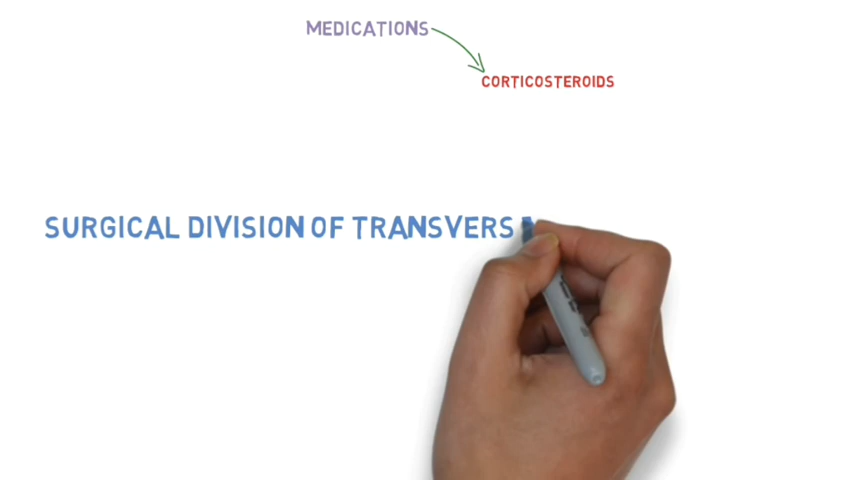 MEDICATIONS
CORTICOSTEROIDS
SURGICAL DIVISION OF TRANSVERS